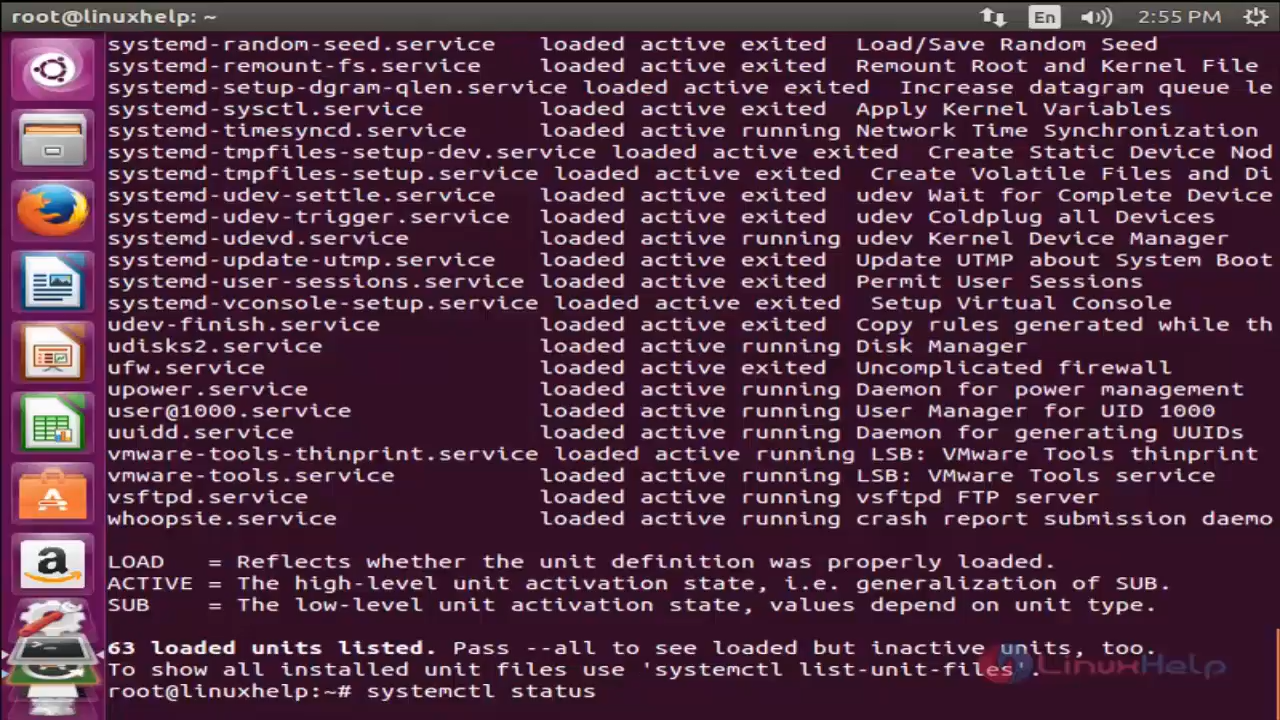 root@linuxhelp: ~ En 2:55 PM
systemd-random-seed.service loaded active exited Load/Save Random Seed
systemd-remount-fs.service loaded active exited Remount Root and Kernel File
systemd-setup-dgram-qlen.service loaded active exited Increase datagram queue le
systemd-sysctl.service loaded active exited Apply Kernel Variables
systemd-timesyncd.service loaded active running Network Time Synchronization
systemd-tmpfiles-setup-dev.service loaded active exited Create Static Device Nod
systemd-tmpfiles-setup.service loaded active exited Create Volatile Files and Di
systemd-udev-settle.service loaded active exited udev Wait for Complete Device
systemd-udev-trigger.service loaded active exited udev Coldplug all Devices
systemd-udevd.service loaded active running udev Kernel Device Manager
systemd-update-utmp.service loaded active exited Update UTMP about System Boot
systemd-user-sessions.service loaded active exited Permit User Sessions
systemd-vconsole-setup.service loaded active exited Setup Virtual Console
udev-finish.service loaded active exited Copy rules generated while th
udisks2.service loaded active running Disk Manager
ufw.service loaded active exited Uncomplicated firewall
upower.service loaded active running Daemon for power management
user@1000.service loaded active running User Manager for UID 1000
uuidd.service loaded active running Daemon for generating UUIDs
vmware-tools-thinprint.service loaded active running LSB: VMware Tools thinprint
vmware-tools.service loaded active running LSB: VMware Tools service
vsftpd.service loaded active running vsftpd FTP server
whoopsie.service loaded active running crash report submission daemo
LOAD = Reflects whether the unit definition was properly loaded.
ACTIVE = The high-level unit activation state, i.e. generalization of SUB.
SUB = The low-level unit activation state, values depend on unit type.
63 loaded units listed. Pass --all to see loaded but inactive units, too.
To show all installed unit files use 'systemctl list-unit-files'.
LinuxHelp
root@linuxhelp:~# systemctl status